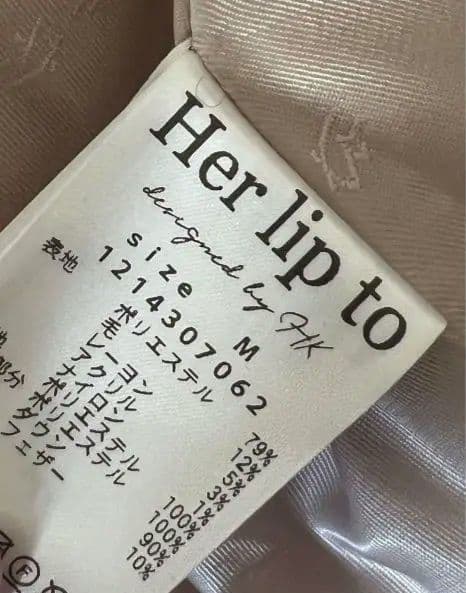 Her lip to
designed by HK
size M
1214307062
表地 ポリエステル 79%
毛 12%
レーヨン 5%
アクリル 3%
ナイロン 1%
ポリエステル 100%
部分 ポリエステル 100%
ダウン 90%
フェザー 10%